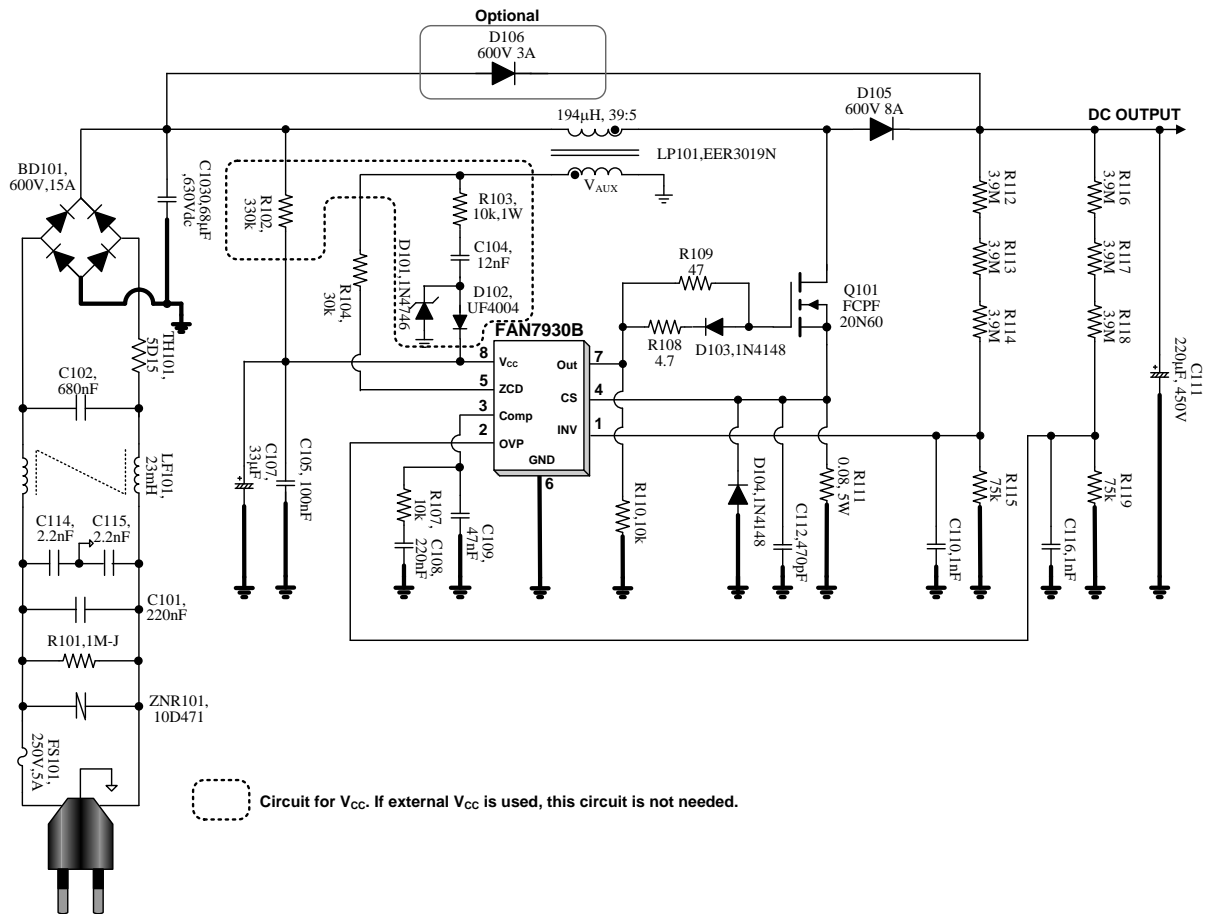 Optional
D106
600V 3A
D105
600V 8A
DC OUTPUT
194μH, 39:5
LP101,EER3019N
VAUX
BD101,
600V,15A
C1030,68μF
,630Vdc
R102,
330k
R103,
10k,1W
C104,
12nF
D101,1N4746
D102,
UF4004
R104,
30k
R109
47
R108
4.7
D103,1N4148
Q101
FCPF
20N60
R112
3.9M
R113
3.9M
R114
3.9M
R116
3.9M
R117
3.9M
R118
3.9M
C111
220μF, 450V
TH101,
5D15
FAN7930B
8
VCC
5
ZCD
3
Comp
2
OVP
GND
6
Out
7
CS
4
INV
1
C102,
680nF
LF101,
23mH
C107,
33μF
C105, 100nF
R107,
10k
C108,
220nF
C109,
47nF
R110,10k
D104,1N4148
C112,470pF
R111
0.08, 5W
C110,1nF
R115
75k
C116,1nF
R119
75k
C114,
2.2nF
C115,
2.2nF
C101,
220nF
R101,1M-J
ZNR101,
10D471
FS101,
250V,5A
Circuit for VCC. If external VCC is used, this circuit is not needed.